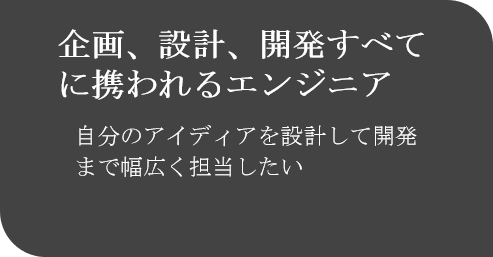 企画、設計、開発すべて
に携われるエンジニア
自分のアイディアを設計して開発
まで幅広く担当したい